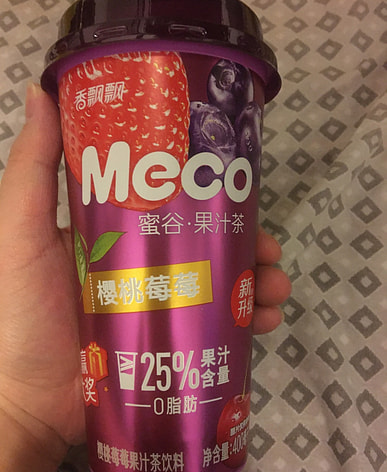 香飘飘
Meco
蜜谷·果汁茶
樱桃莓莓
新品
升级
赢
奖
25%果汁
含量
0脂肪
樱桃莓莓果汁茶饮料
净含量:400